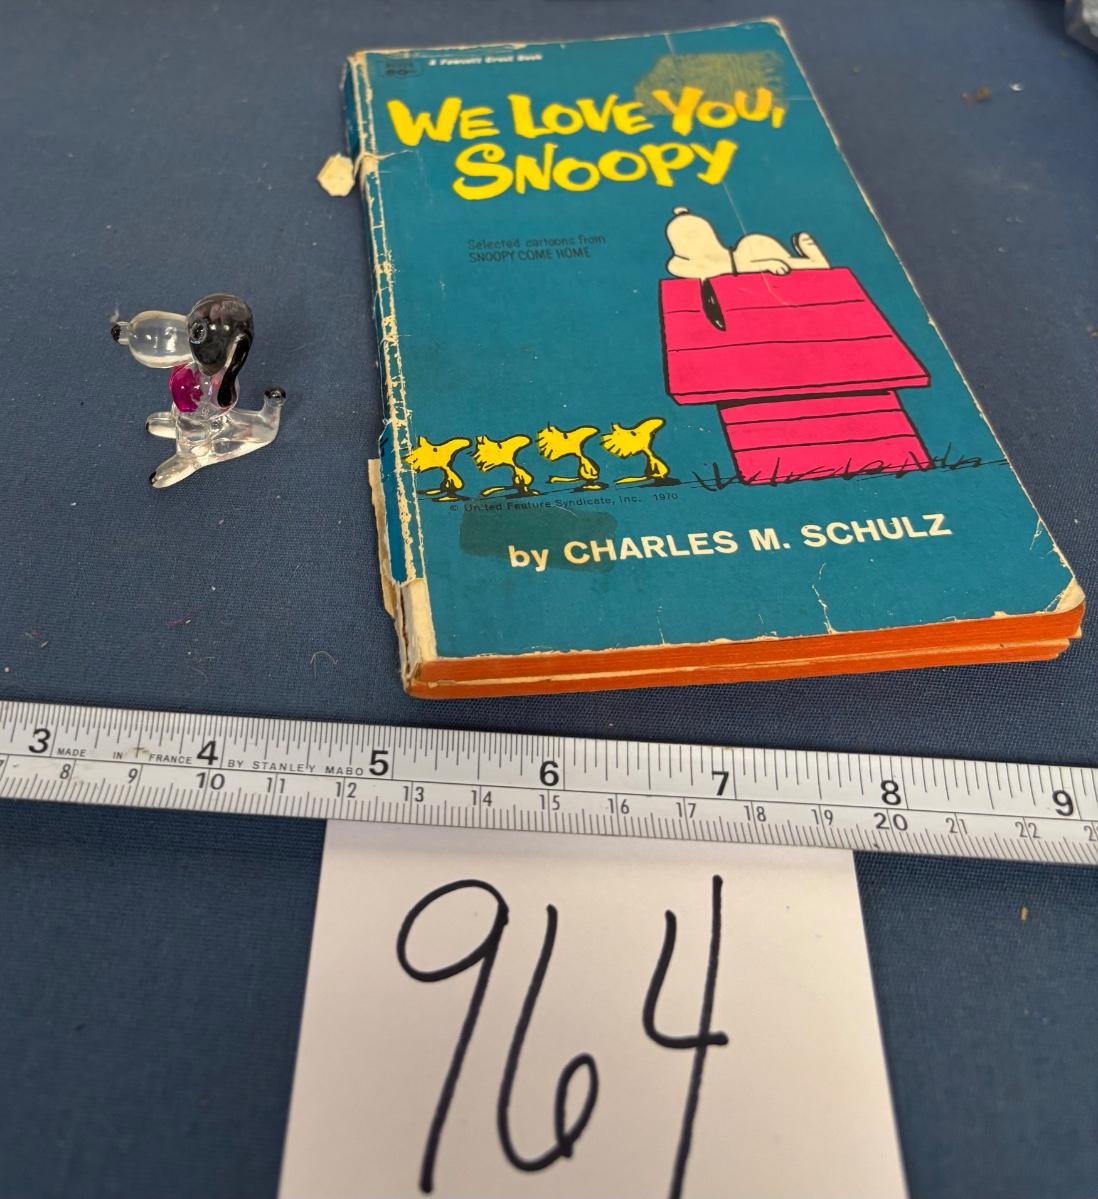 A Fawcett Crest Book
WE LOVE YOU,
SNOOPY
Selected cartoons from
SNOOPY COME HOME
© United Feature Syndicate, Inc. 1970
by CHARLES M. SCHULZ
3 MADE IN FRANCE 4 BY STANLEY MABO 5 6 7 8 9
8 9 10 11 12 13 14 15 16 17 18 19 20 21 22
964